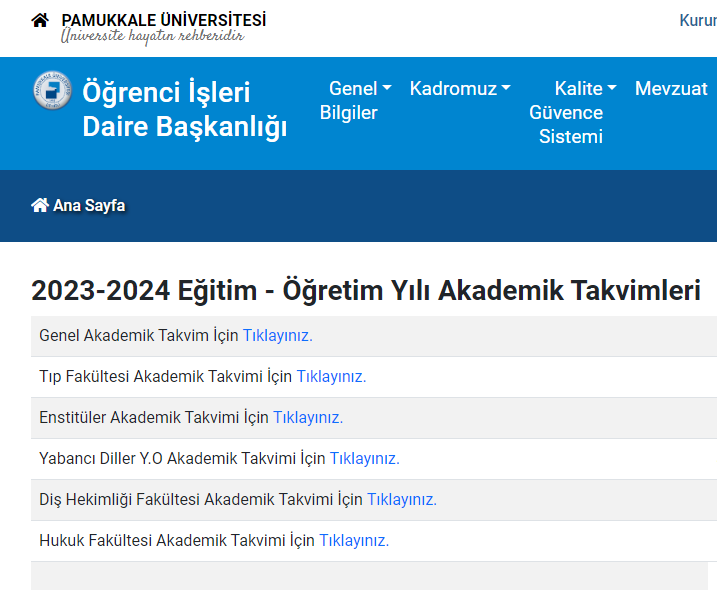 PAMUKKALE ÜNİVERSİTESİ
Üniversite hayatın rehberidir
Öğrenci İşleri
Daire Başkanlığı
Genel
Bilgiler
Kadromuz
Kalite
Güvence
Sistemi
Mevzuat
Ana Sayfa
2023-2024 Eğitim - Öğretim Yılı Akademik Takvimleri
Genel Akademik Takvim İçin Tıklayınız.
Tıp Fakültesi Akademik Takvimi İçin Tıklayınız.
Enstitüler Akademik Takvimi İçin Tıklayınız.
Yabancı Diller Y.O Akademik Takvimi İçin Tıklayınız.
Diş Hekimliği Fakültesi Akademik Takvimi İçin Tıklayınız.
Hukuk Fakültesi Akademik Takvimi İçin Tıklayınız.